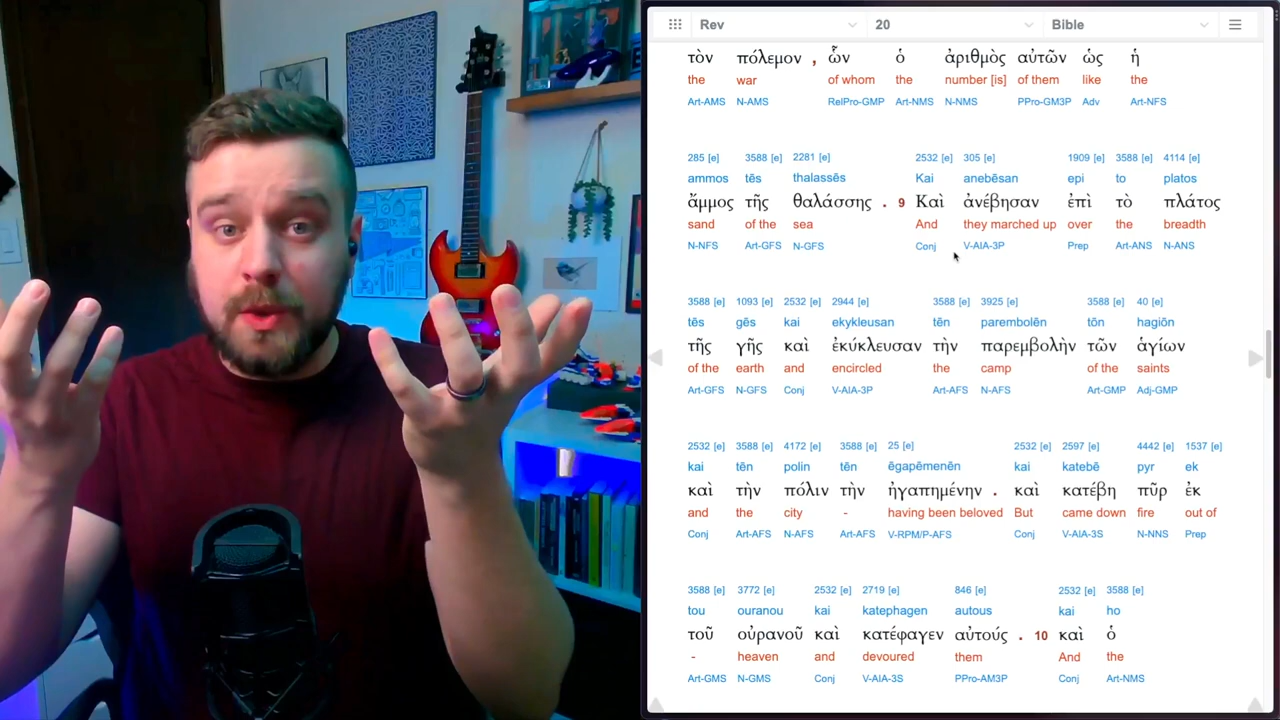 Rev 20 Bible
τὸν πόλεμον , ὧν ὁ ἀριθμὸς αὐτῶν ὡς ἡ
the war of whom the number [is] of them like the
Art-AMS N-AMS RelPro-GMP Art-NMS N-NMS PPro-GM3P Adv Art-NFS
285 [e] 3588 [e] 2281 [e] 2532 [e] 305 [e] 1909 [e] 3588 [e] 4114 [e]
ammos tēs thalassēs Kai anebēsan epi to platos
ἄμμος τῆς θαλάσσης . 9 Καὶ ἀνέβησαν ἐπὶ τὸ πλάτος
sand of the sea And they marched up over the breadth
N-NFS Art-GFS N-GFS Conj V-AIA-3P Prep Art-ANS N-ANS
3588 [e] 1093 [e] 2532 [e] 2944 [e] 3588 [e] 3925 [e] 3588 [e] 40 [e]
tēs gēs kai ekykleusan tēn parembolēn tōn hagiōn
τῆς γῆς καὶ ἐκύκλευσαν τὴν παρεμβολὴν τῶν ἁγίων
of the earth and encircled the camp of the saints
Art-GFS N-GFS Conj V-AIA-3P Art-AFS N-AFS Art-GMP Adj-GMP
2532 [e] 3588 [e] 4172 [e] 3588 [e] 25 [e] 2532 [e] 2597 [e] 4442 [e] 1537 [e]
kai tēn polin tēn ēgapēmenēn kai katebē pyr ek
καὶ τὴν πόλιν τὴν ἠγαπημένην . καὶ κατέβη πῦρ ἐκ
and the city - having been beloved But came down fire out of
Conj Art-AFS N-AFS Art-AFS V-RPM/P-AFS Conj V-AIA-3S N-NNS Prep
3588 [e] 3772 [e] 2532 [e] 2719 [e] 846 [e] 2532 [e] 3588 [e]
tou ouranou kai katephagen autous kai ho
τοῦ οὐρανοῦ καὶ κατέφαγεν αὐτούς . 10 καὶ ὁ
- heaven and devoured them And the
Art-GMS N-GMS Conj V-AIA-3S PPro-AM3P Conj Art-NMS